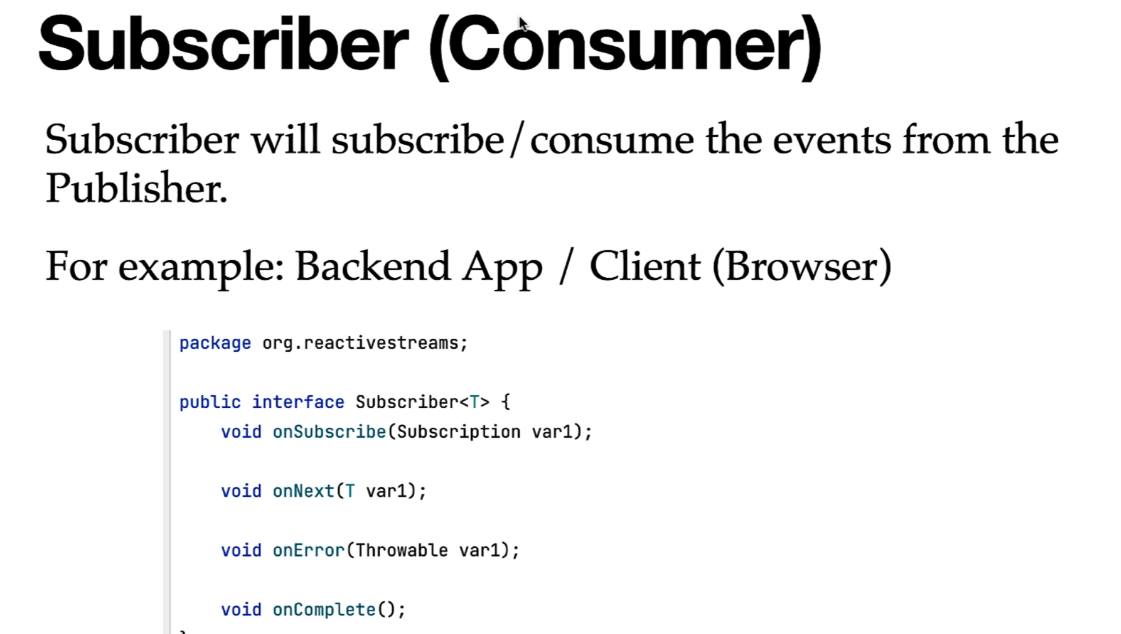 Subscriber (Consumer)
Subscriber will subscribe/consume the events from the
Publisher.
For example: Backend App / Client (Browser)
package org.reactivestreams;
public interface Subscriber<T> {
void onSubscribe(Subscription var1);
void onNext(T var1);
void onError(Throwable var1);
void onComplete();
}